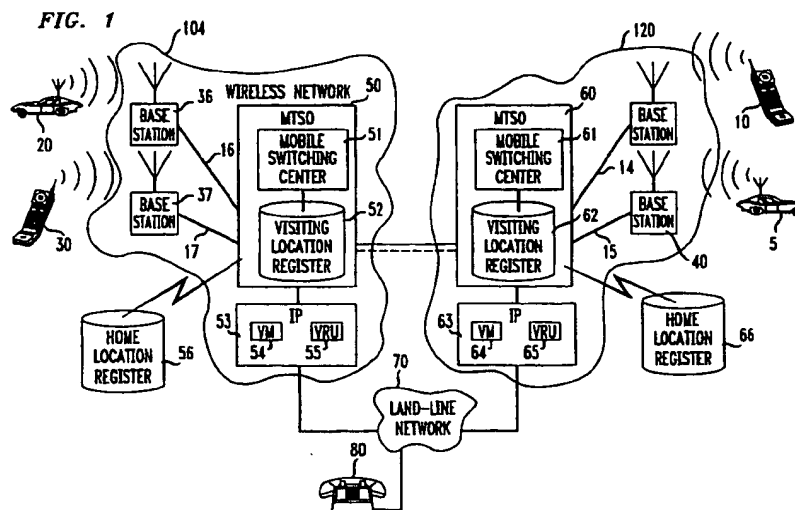 FIG. 1
104
120
36
WIRELESS NETWORK
50
60
BASE
STATION
MTSO
MTSO
BASE
STATION
20
10
51
61
MOBILE
SWITCHING
CENTER
MOBILE
SWITCHING
CENTER
16
14
37
BASE
STATION
52
62
BASE
STATION
30
VISITING
LOCATION
REGISTER
VISITING
LOCATION
REGISTER
17
15
40
5
53
IP
63
IP
HOME
LOCATION
REGISTER
56
VM
54
VRU
55
VM
64
VRU
65
HOME
LOCATION
REGISTER
66
70
LAND-LINE
NETWORK
80